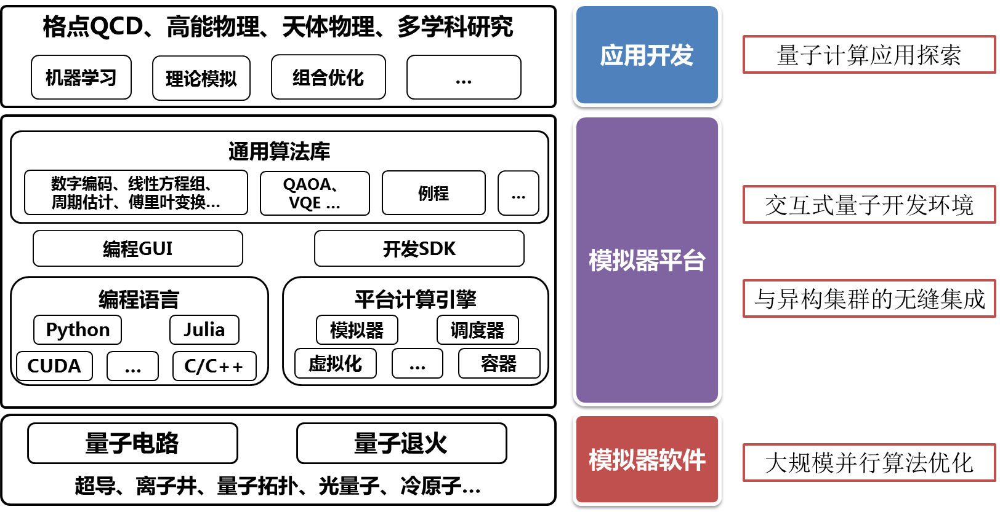 格点QCD、高能物理、天体物理、多学科研究
机器学习
理论模拟
组合优化
...
应用开发
量子计算应用探索
通用算法库
数字编码、线性方程组、
周期估计、傅里叶变换...
QAOA、
VQE ...
例程
...
编程GUI
开发SDK
编程语言
Python
Julia
CUDA
...
C/C++
平台计算引擎
模拟器
调度器
虚拟化
...
容器
模拟器平台
交互式量子开发环境
与异构集群的无缝集成
量子电路
量子退火
超导、离子井、量子拓扑、光量子、冷原子...
模拟器软件
大规模并行算法优化